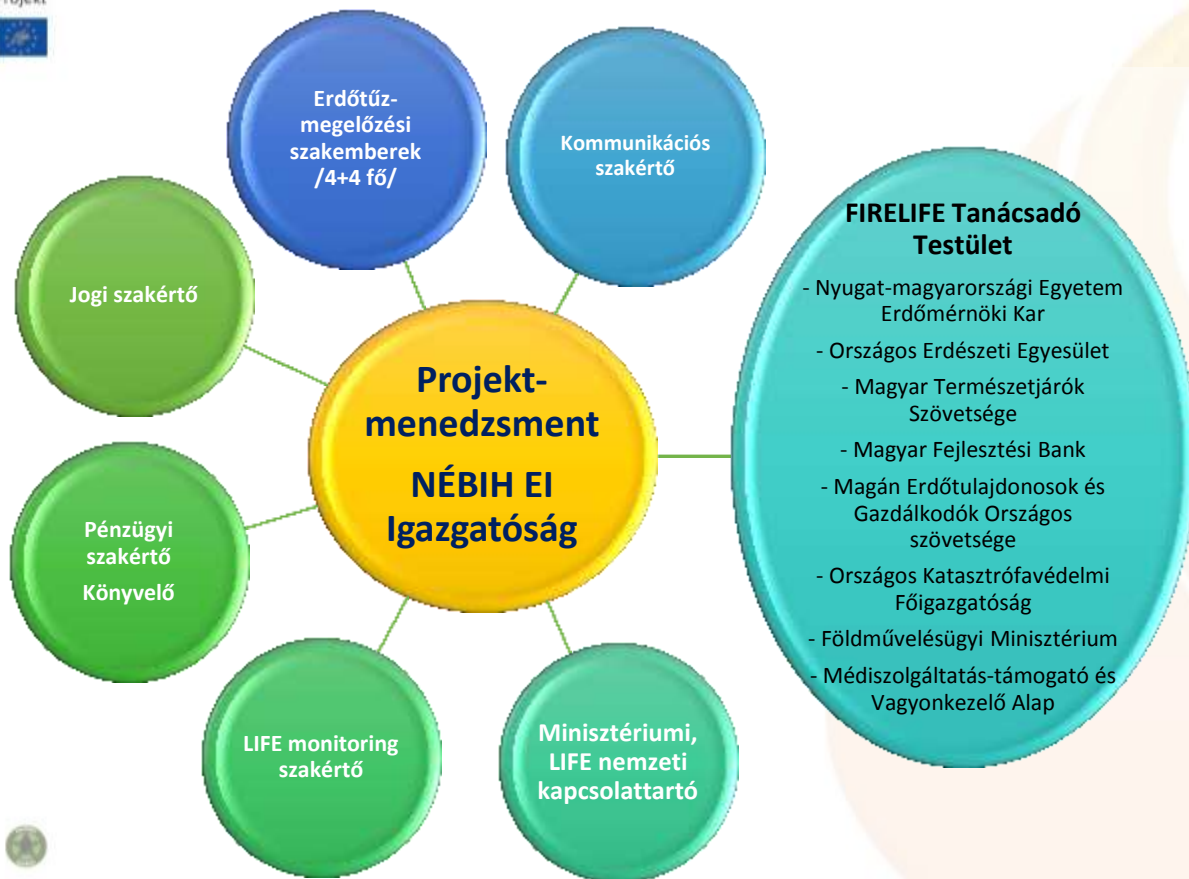 Projekt
Erdőtűz-
megelőzési
szakemberek
/4+4 fő/
Kommunikációs
szakértő
Jogi szakértő
Projekt-
menedzsment
NÉBIH EI
Igazgatóság
Pénzügyi
szakértő
Könyvelő
LIFE monitoring
szakértő
Minisztériumi,
LIFE nemzeti
kapcsolattartó
FIRELIFE Tanácsadó
Testület
- Nyugat-magyarországi Egyetem
Erdőmérnöki Kar
- Országos Erdészeti Egyesület
- Magyar Természetjárók
Szövetsége
- Magyar Fejlesztési Bank
- Magán Erdőtulajdonosok és
Gazdálkodók Országos
szövetsége
- Országos Katasztrófavédelmi
Főigazgatóság
- Földművelésügyi Minisztérium
- Médiszolgáltatás-támogató és
Vagyonkezelő Alap